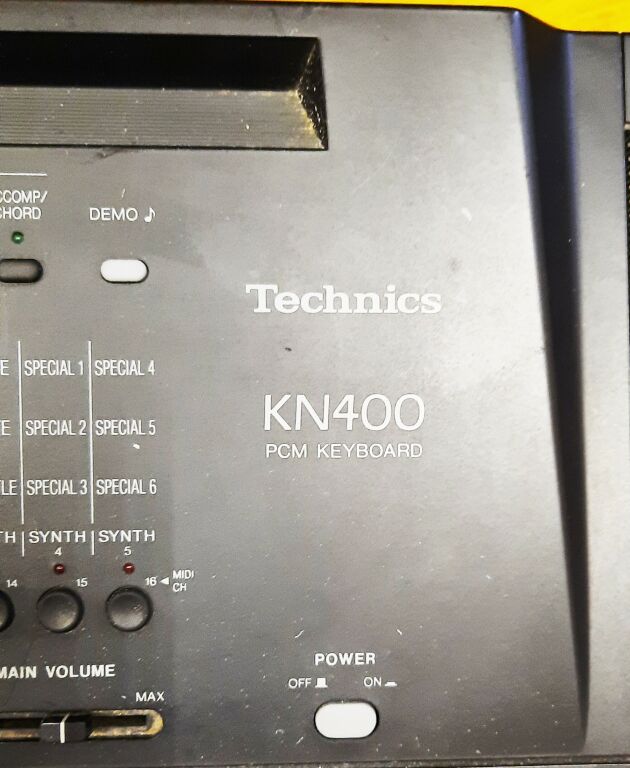 CCOMP/
CHORD
DEMO ♪
Technics
E SPECIAL 1 SPECIAL 4
KN400
E SPECIAL 2 SPECIAL 5
PCM KEYBOARD
LE SPECIAL 3 SPECIAL 6
TH SYNTH SYNTH
4 5
14 15 16 ◄ MIDI
CH
POWER
MAIN VOLUME
OFF ON
MAX